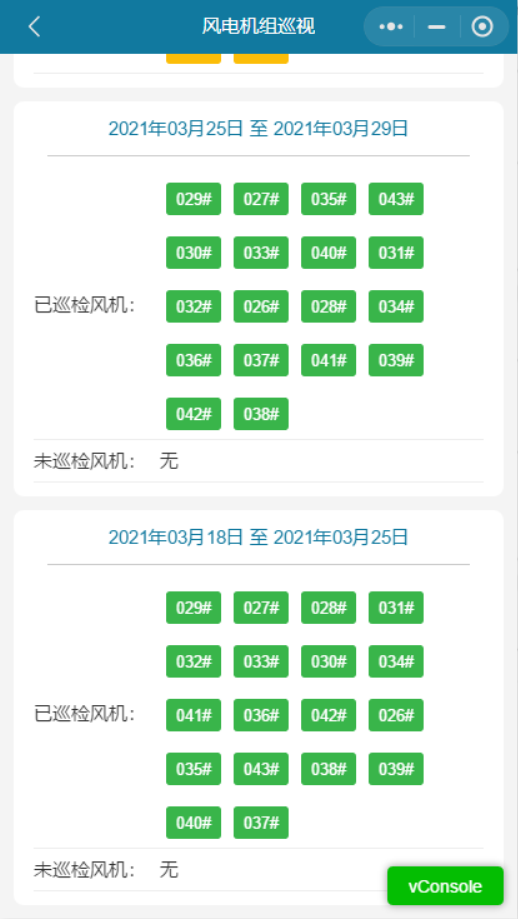 风电机组巡视
2021年03月25日 至 2021年03月29日
029# 027# 035# 043#
030# 033# 040# 031#
已巡检风机：
032# 026# 028# 034#
036# 037# 041# 039#
042# 038#
未巡检风机： 无
2021年03月18日 至 2021年03月25日
029# 027# 028# 031#
032# 033# 030# 034#
已巡检风机：
041# 036# 042# 026#
035# 043# 038# 039#
040# 037#
未巡检风机： 无
vConsole